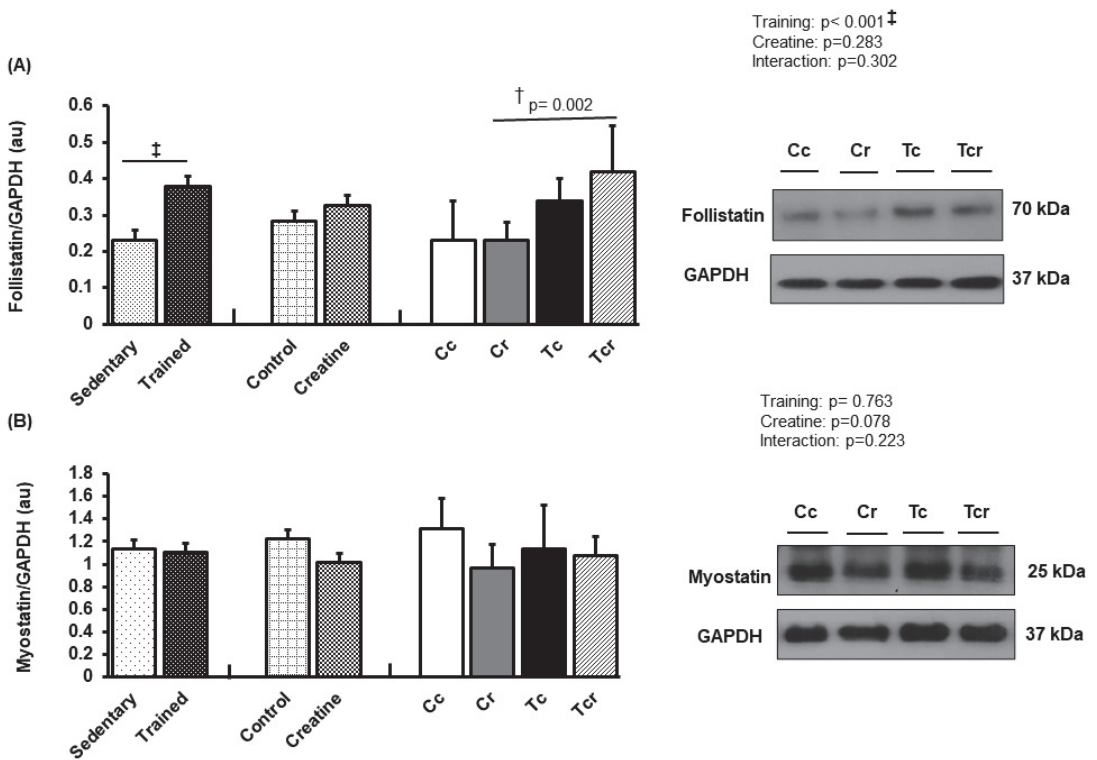 Training: p< 0.001‡
Creatine: p=0.283
Interaction: p=0.302
(A)
Follistatin/GAPDH (au)
0.6
0.5
0.4
0.3
0.2
0.1
0
‡
† p= 0.002
Sedentary
Trained
Control
Creatine
Cc
Cr
Tc
Tcr
Cc Cr Tc Tcr
Follistatin 70 kDa
GAPDH 37 kDa
Training: p= 0.763
Creatine: p=0.078
Interaction: p=0.223
(B)
Myostatin/GAPDH (au)
1.8
1.6
1.4
1.2
1
0.8
0.6
0.4
0.2
0
Sedentary
Trained
Control
Creatine
Cc
Cr
Tc
Tcr
Cc Cr Tc Tcr
Myostatin 25 kDa
GAPDH 37 kDa